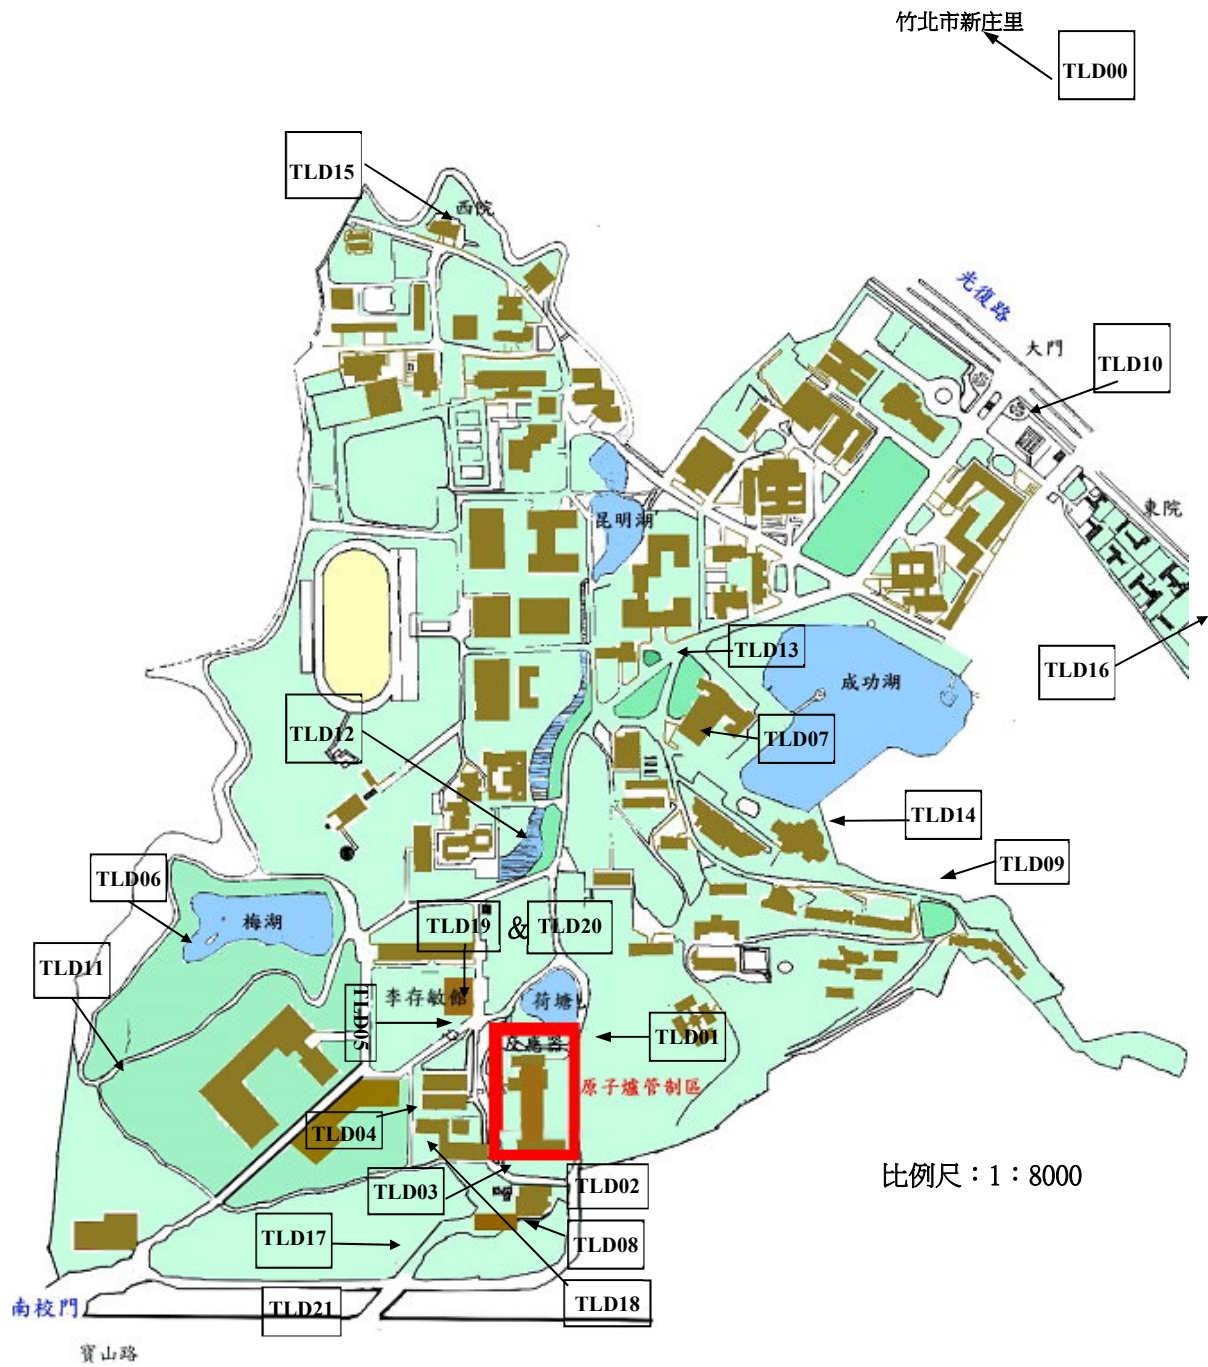 竹北市新庄里
TLD00
TLD15
西院
光復路
大門
TLD10
東院
昆明湖
TLD13
TLD16
成功湖
TLD12
TLD07
TLD14
TLD09
TLD06
梅湖
TLD19 & TLD20
TLD11
李存敏館
荷塘
TLD05
TLD01
反應器
原子爐管制區
TLD04
TLD03
TLD02
比例尺：1：8000
TLD17
TLD08
TLD21
TLD18
南校門
寶山路